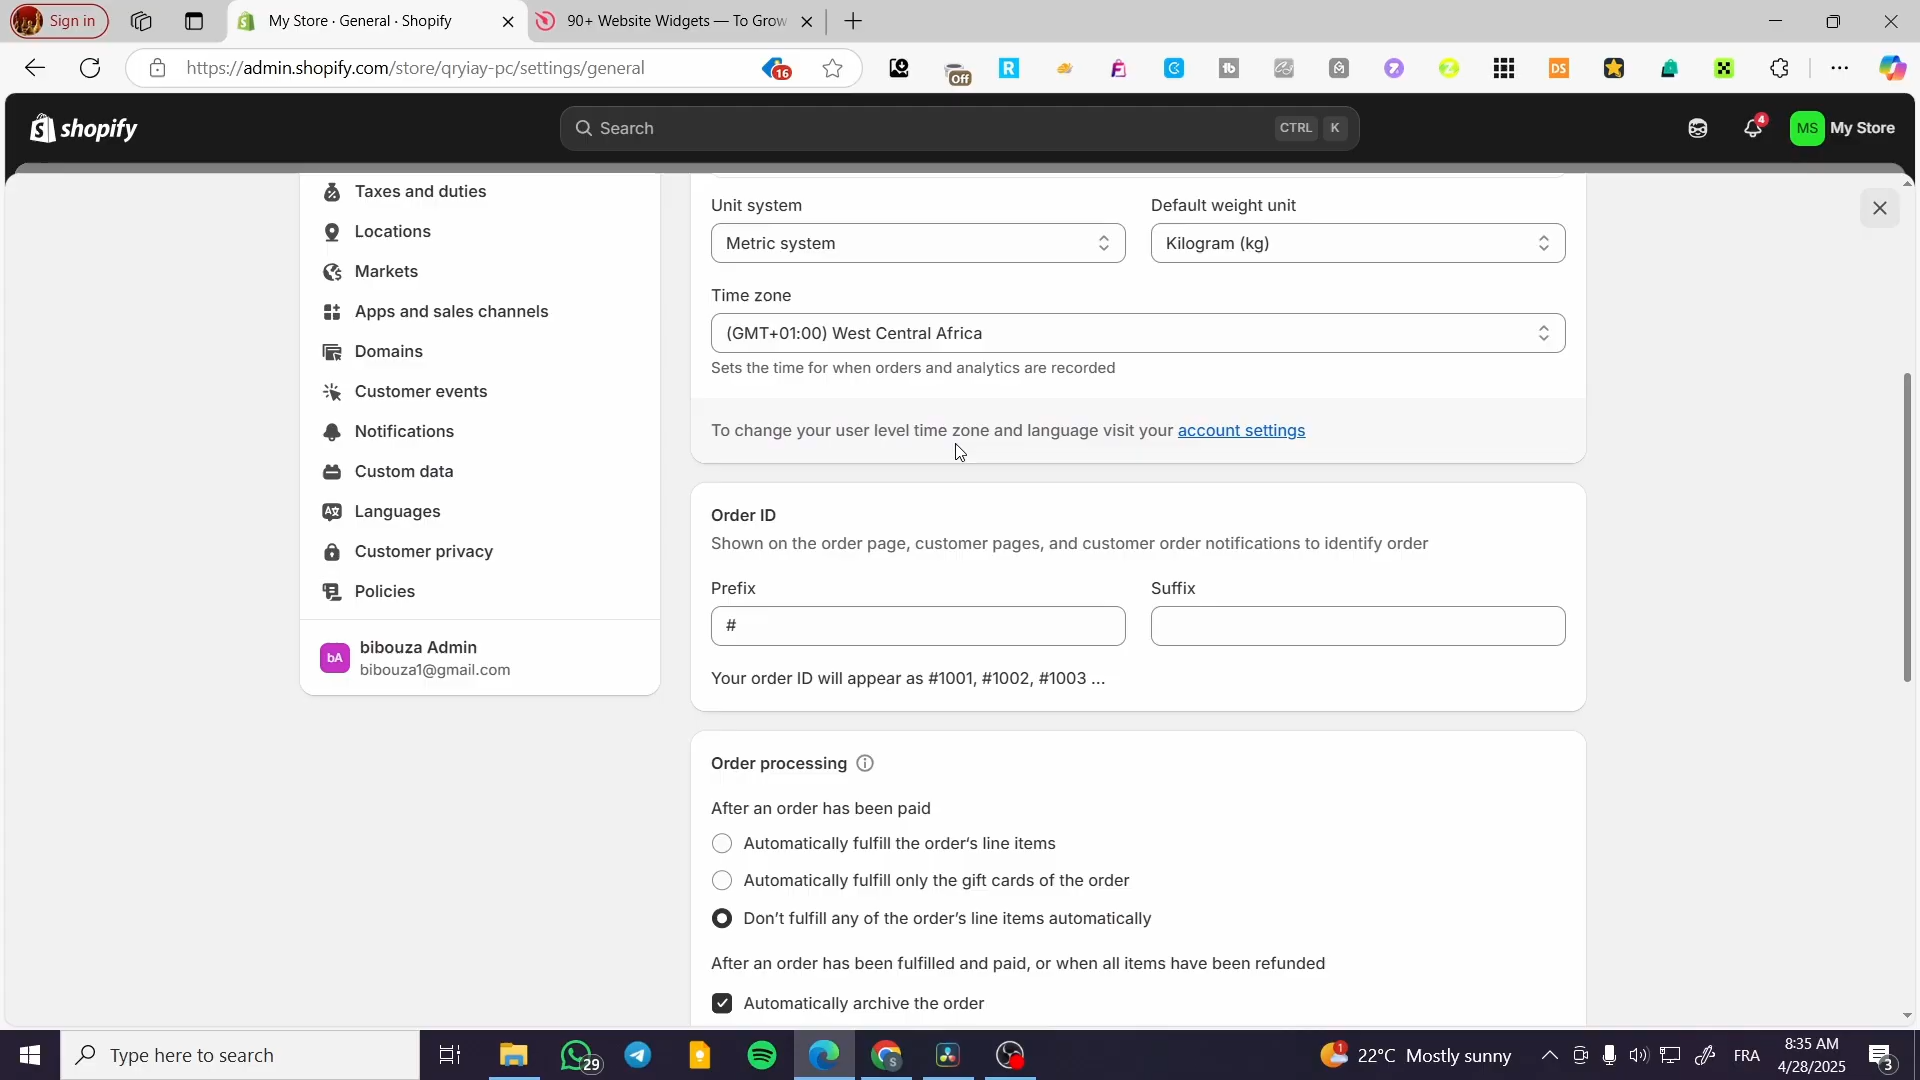 Sign in
My Store · General · Shopify
90+ Website Widgets — To Grow
https://admin.shopify.com/store/qryiay-pc/settings/general
16
Off
shopify
Search
CTRL K
4
MS My Store
Taxes and duties
Locations
Markets
Apps and sales channels
Domains
Customer events
Notifications
Custom data
Languages
Customer privacy
Policies
bA
bibouza Admin
bibouza1@gmail.com
Unit system
Metric system
Default weight unit
Kilogram (kg)
Time zone
(GMT+01:00) West Central Africa
Sets the time for when orders and analytics are recorded
To change your user level time zone and language visit your account settings
Order ID
Shown on the order page, customer pages, and customer order notifications to identify order
Prefix
#
Suffix
Your order ID will appear as #1001, #1002, #1003 ...
Order processing
After an order has been paid
Automatically fulfill the order's line items
Automatically fulfill only the gift cards of the order
Don't fulfill any of the order's line items automatically
After an order has been fulfilled and paid, or when all items have been refunded
Automatically archive the order
Type here to search
29
1
22°C Mostly sunny
FRA
8:35 AM
4/28/2025
3